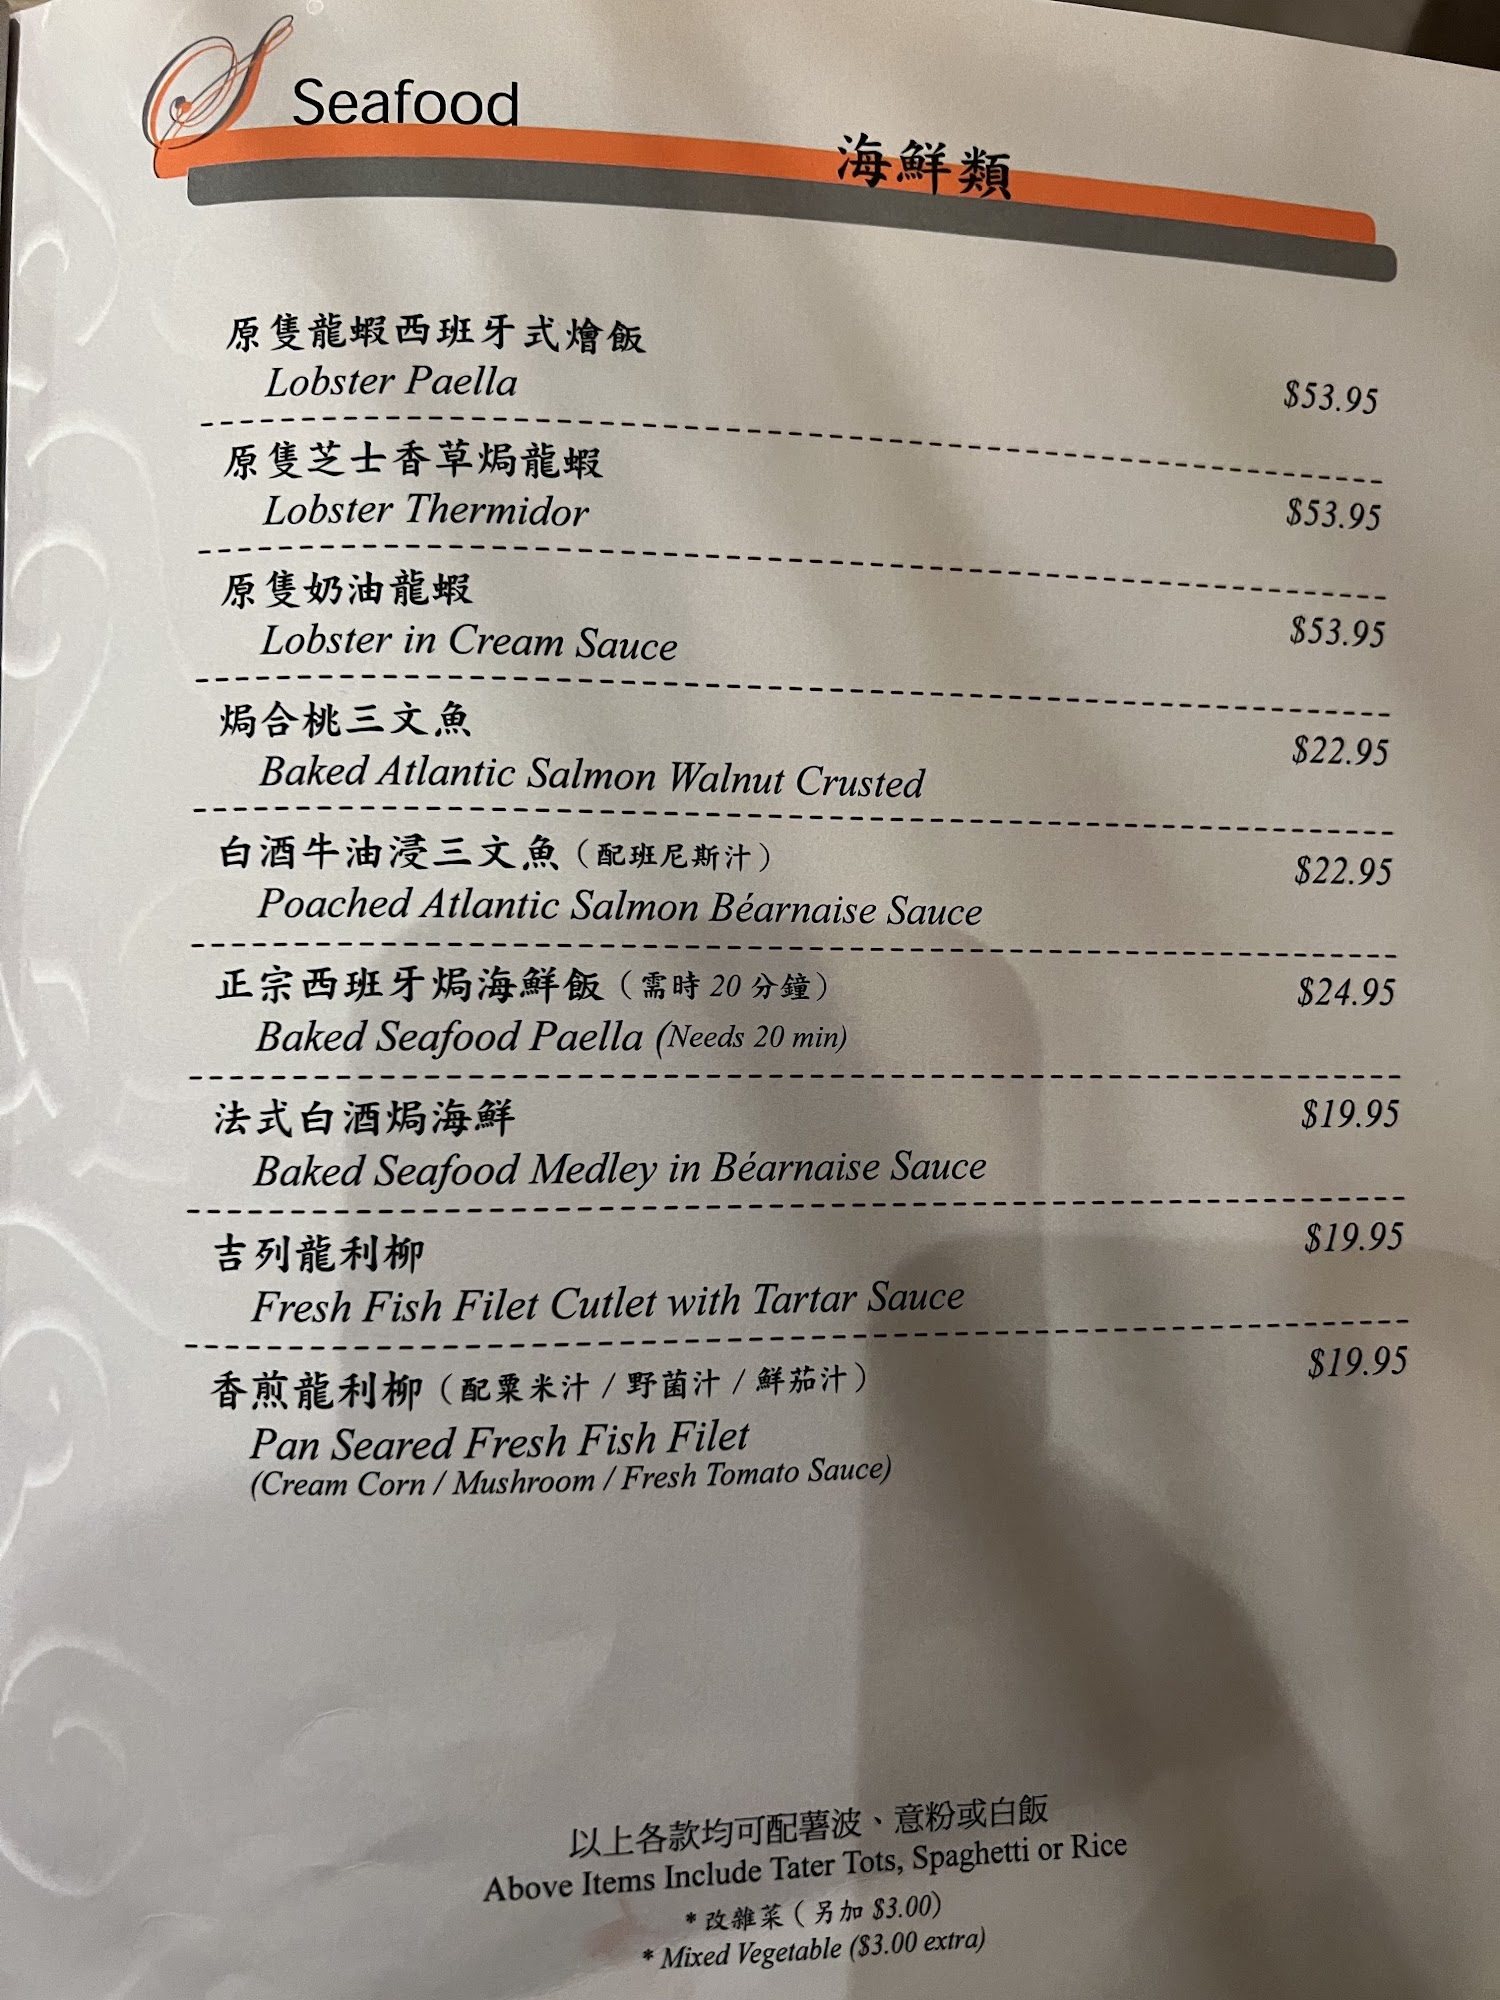 Seafood
海鮮類
原隻龍蝦西班牙式燴飯
Lobster Paella
$53.95
原隻芝士香草焗龍蝦
Lobster Thermidor
$53.95
原隻奶油龍蝦
Lobster in Cream Sauce
$53.95
焗合桃三文魚
Baked Atlantic Salmon Walnut Crusted
$22.95
白酒牛油浸三文魚（配班尼斯汁）
Poached Atlantic Salmon Béarnaise Sauce
$22.95
正宗西班牙焗海鮮飯（需時 20 分鐘）
Baked Seafood Paella (Needs 20 min)
$24.95
法式白酒焗海鮮
Baked Seafood Medley in Béarnaise Sauce
$19.95
吉列龍利柳
Fresh Fish Filet Cutlet with Tartar Sauce
$19.95
香煎龍利柳（配粟米汁 / 野菌汁 / 鮮茄汁）
Pan Seared Fresh Fish Filet
(Cream Corn / Mushroom / Fresh Tomato Sauce)
$19.95
以上各款均可配薯波、意粉或白飯
Above Items Include Tater Tots, Spaghetti or Rice
* 改雜菜（另加 $3.00）
* Mixed Vegetable ($3.00 extra)